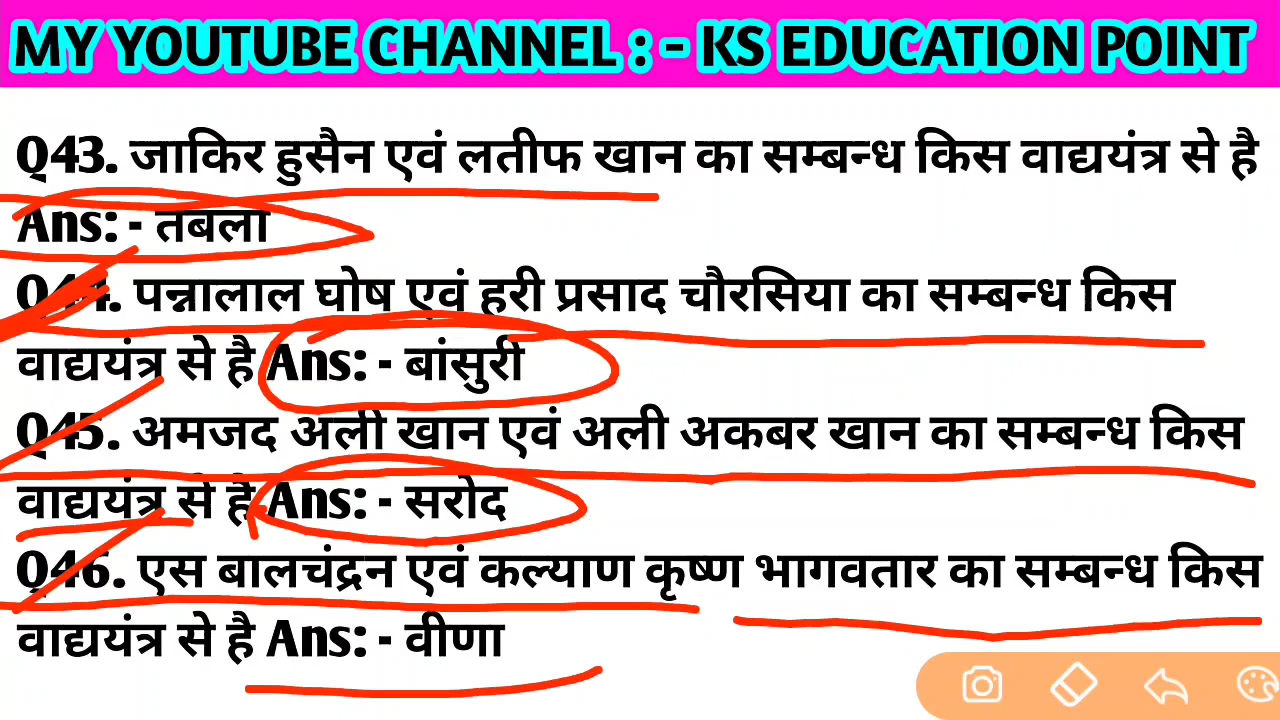 MY YOUTUBE CHANNEL : - KS EDUCATION POINT
Q43. जाकिर हुसैन एवं लतीफ खान का सम्बन्ध किस वाद्ययंत्र से है
Ans: - तबला
Q44. पन्नालाल घोष एवं हरी प्रसाद चौरसिया का सम्बन्ध किस
वाद्ययंत्र से है Ans: - बांसुरी
Q45. अमजद अली खान एवं अली अकबर खान का सम्बन्ध किस
वाद्ययंत्र से है Ans: - सरोद
Q46. एस बालचंद्रन एवं कल्याण कृष्ण भागवतार का सम्बन्ध किस
वाद्ययंत्र से है Ans: - वीणा